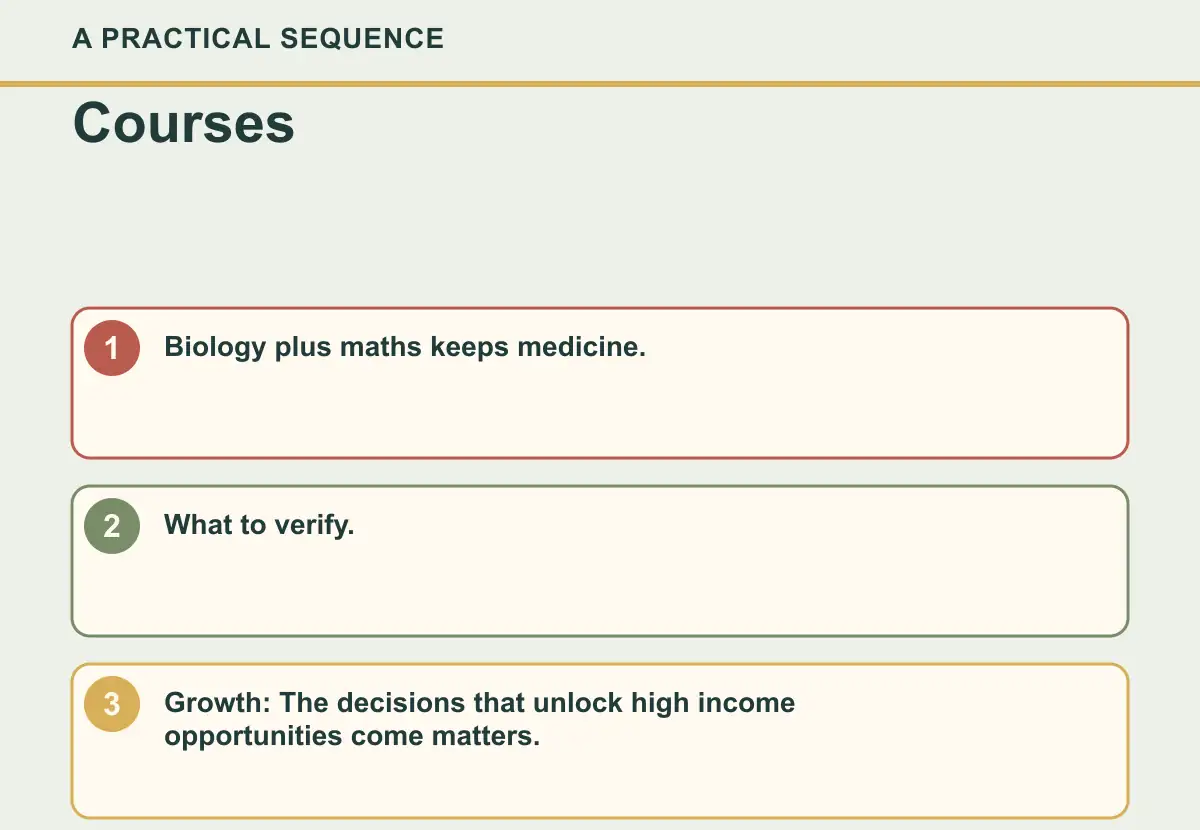 A PRACTICAL SEQUENCE
Courses
1
Biology plus maths keeps medicine.
2
What to verify.
3
Growth: The decisions that unlock high income
opportunities come matters.